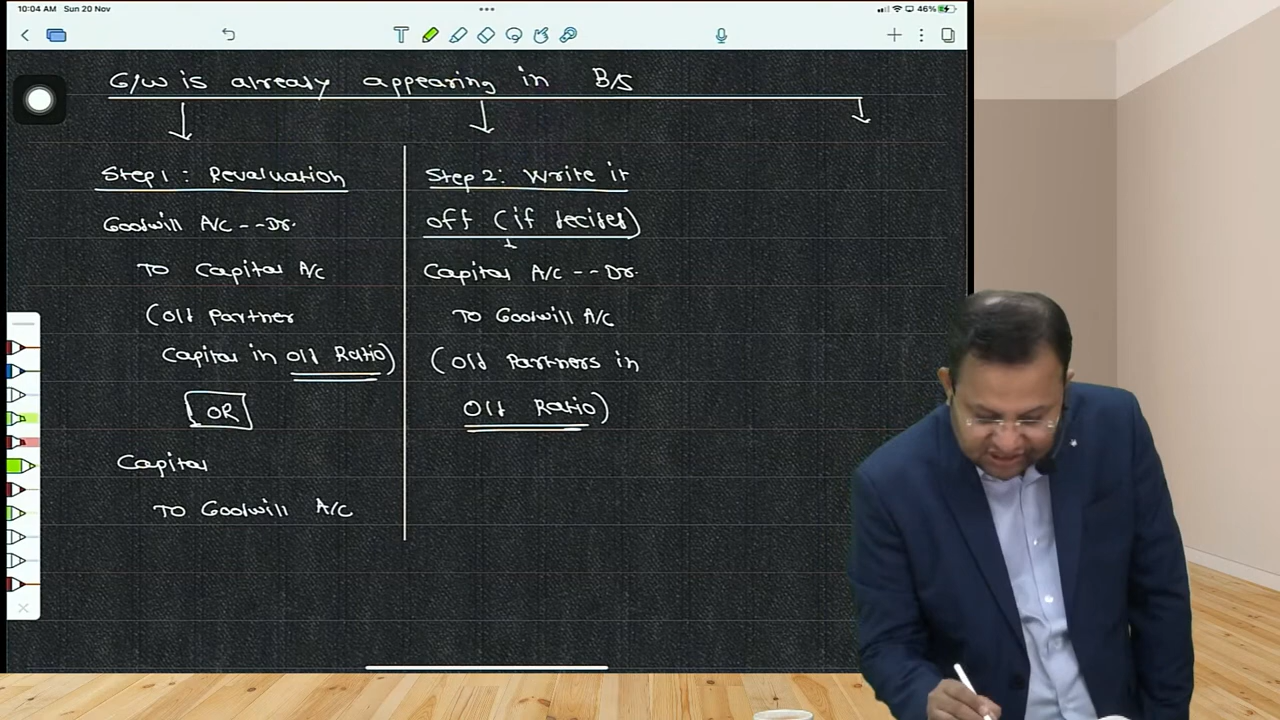 10:04 AM Sun 20 Nov
46%
G/w is already appearing in B/S
Step 1 : Revaluation
Goodwill A/C --Dr.
To Capital A/C
(Old Partner
Capital in Old Ratio)
OR
Capital
To Goodwill A/C
Step 2: Write it
off (if decides)
Capital A/C --Dr.
To Goodwill A/C
(Old Partners in
Old Ratio)